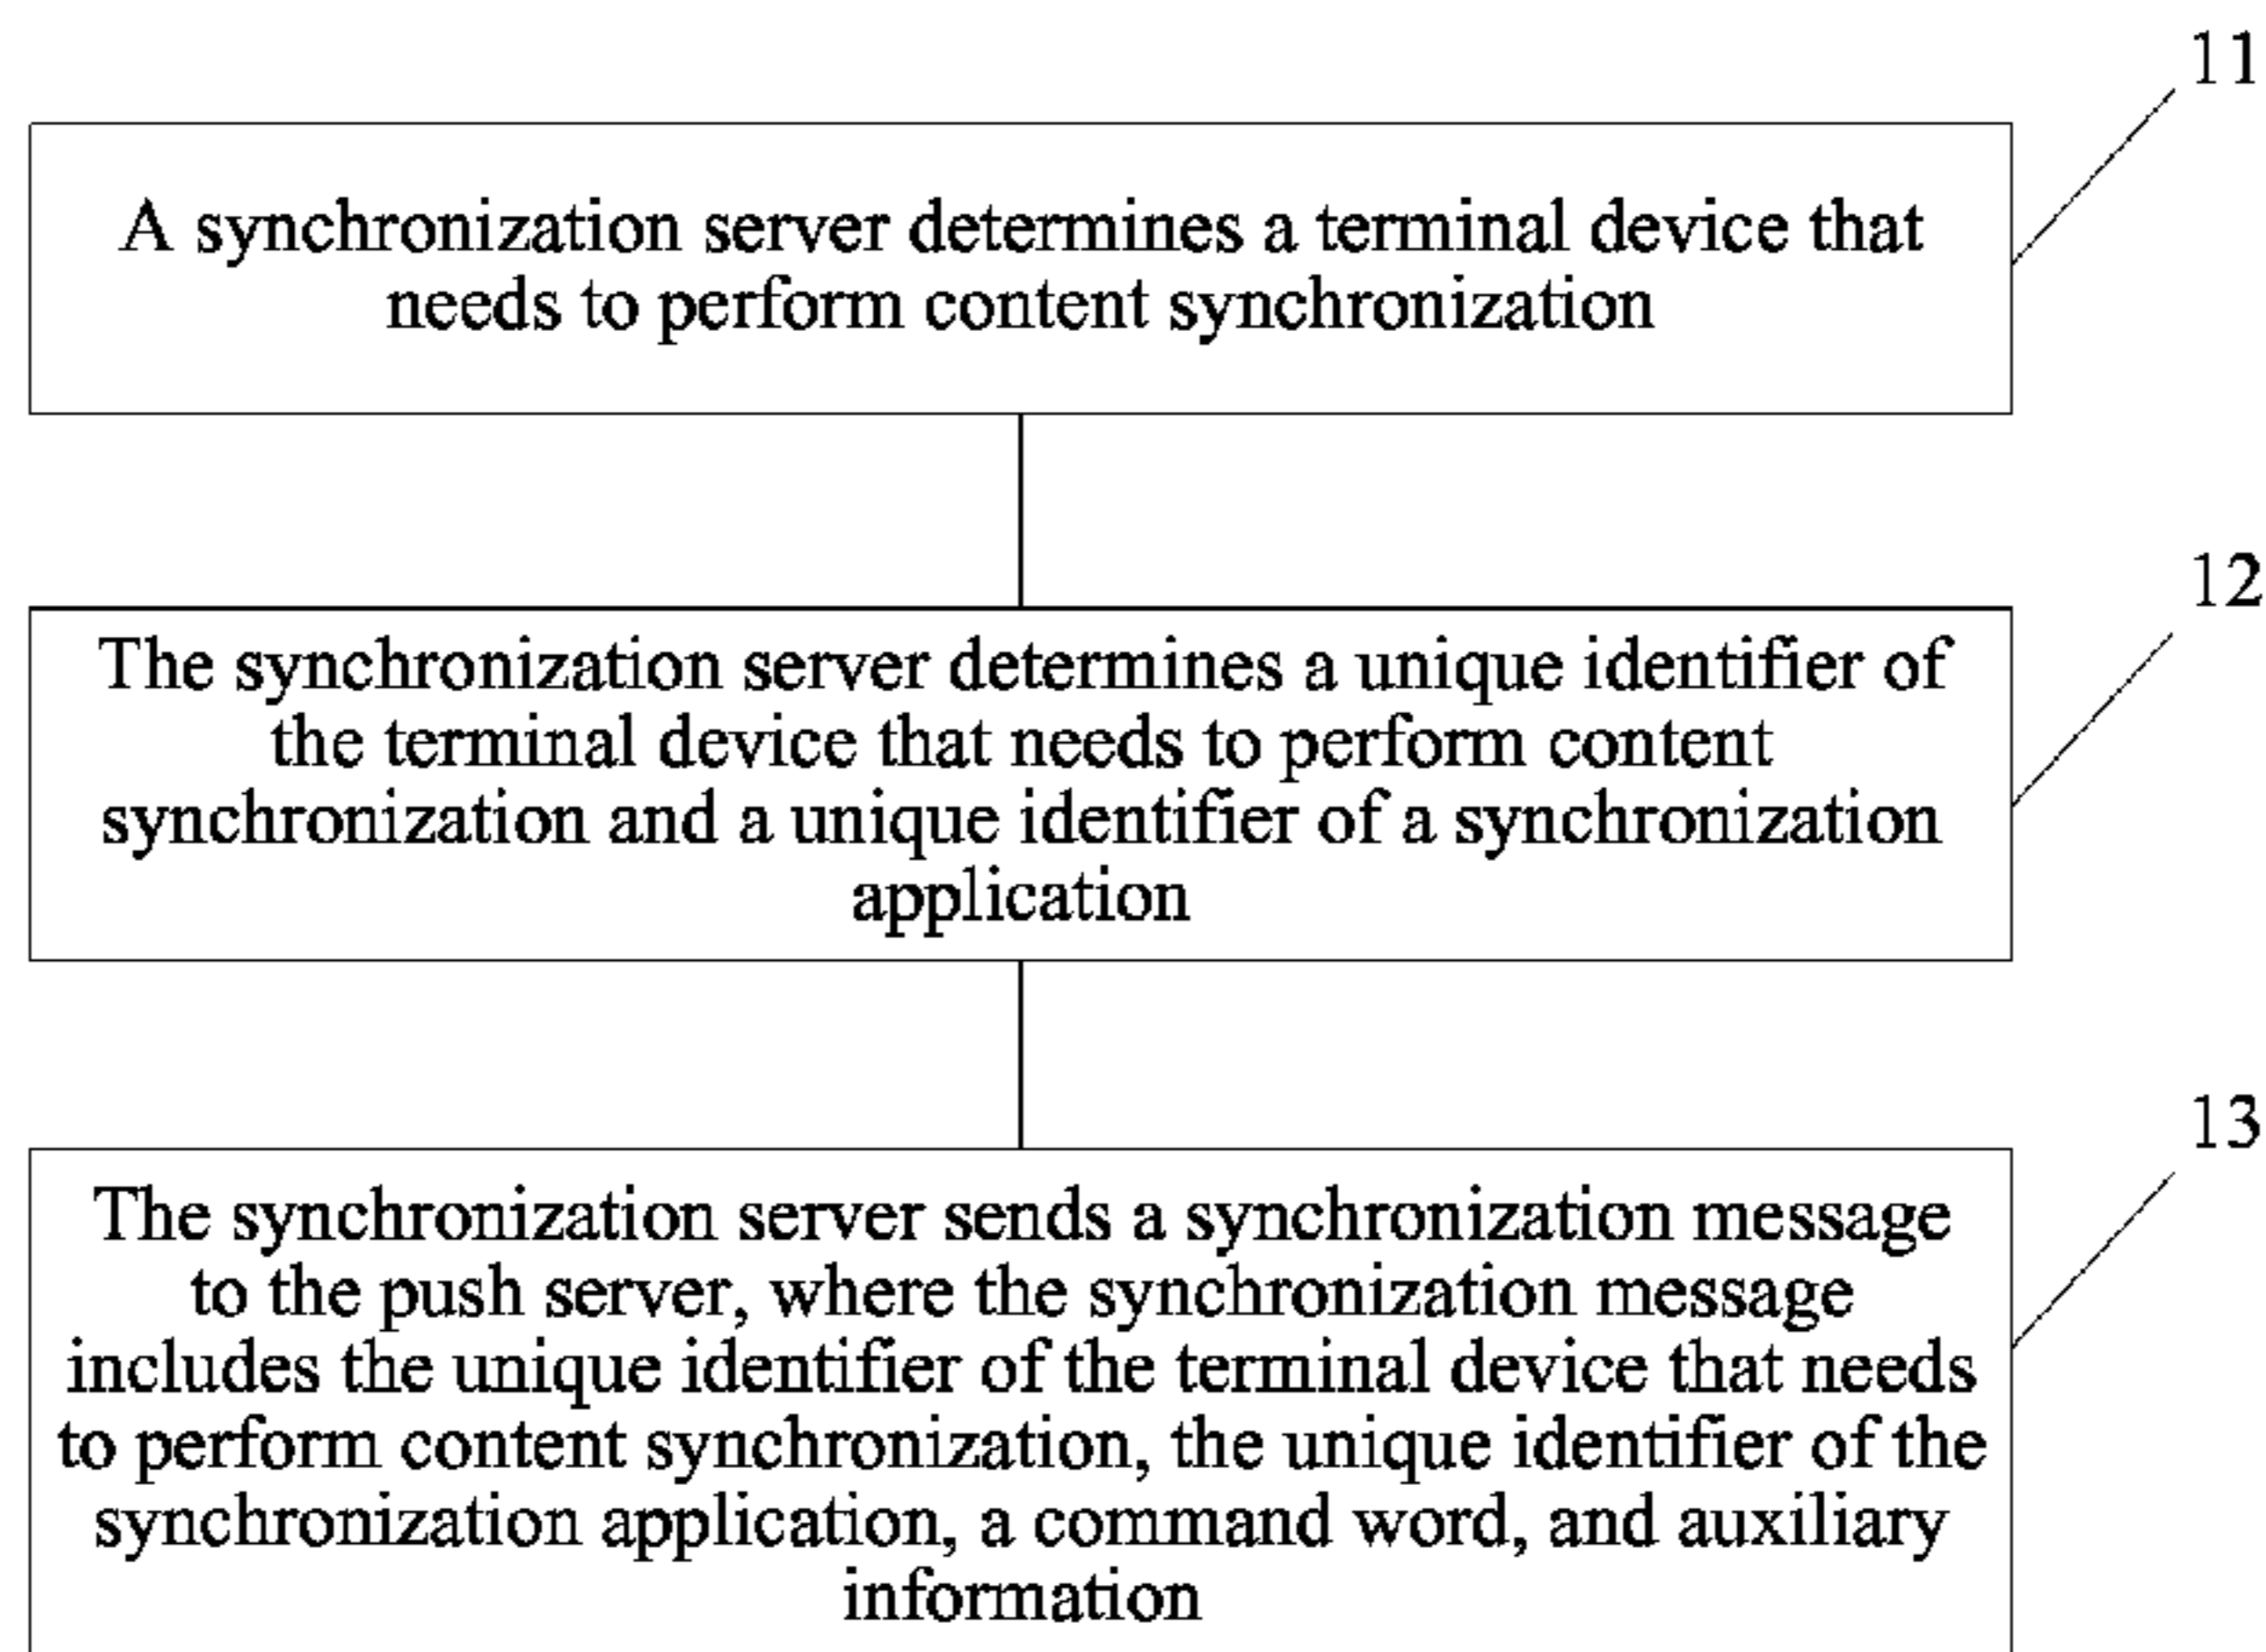 11
A synchronization server determines a terminal device that
needs to perform content synchronization
12
The synchronization server determines a unique identifier of
the terminal device that needs to perform content
synchronization and a unique identifier of a synchronization
application
13
The synchronization server sends a synchronization message
to the push server, where the synchronization message
includes the unique identifier of the terminal device that needs
to perform content synchronization, the unique identifier of the
synchronization application, a command word, and auxiliary
information